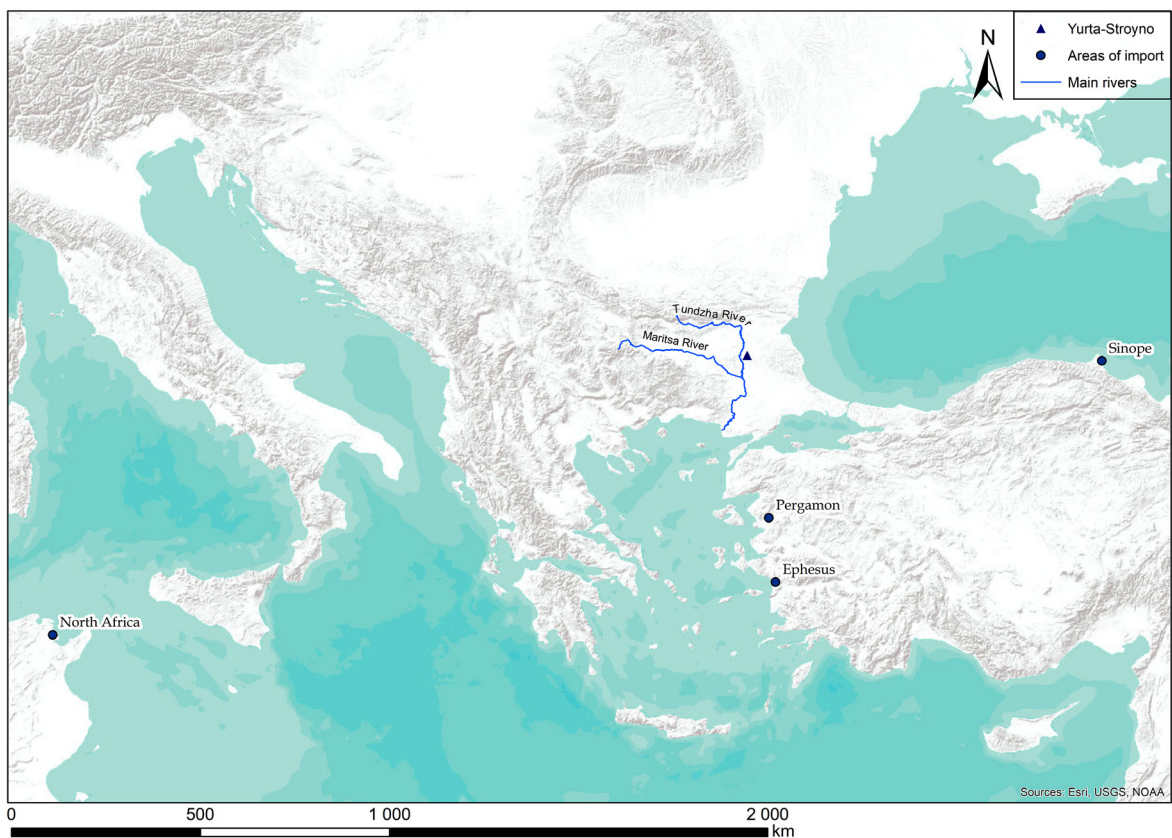 N
Yurta-Stroyno
Areas of import
Main rivers
Tundzha River
Maritsa River
Sinope
Pergamon
Ephesus
North Africa
Sources: Esri, USGS, NOAA
0 500 1 000 2 000
km